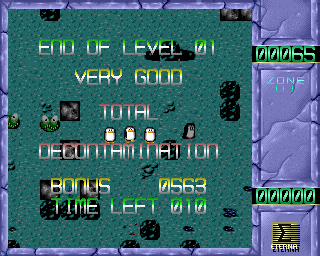 END OF LEVEL 01
VERY GOOD
TOTAL
DECONTAMINATION
BONUS 0563
TIME LEFT 010
00065
ZONE
00000
ETERNA